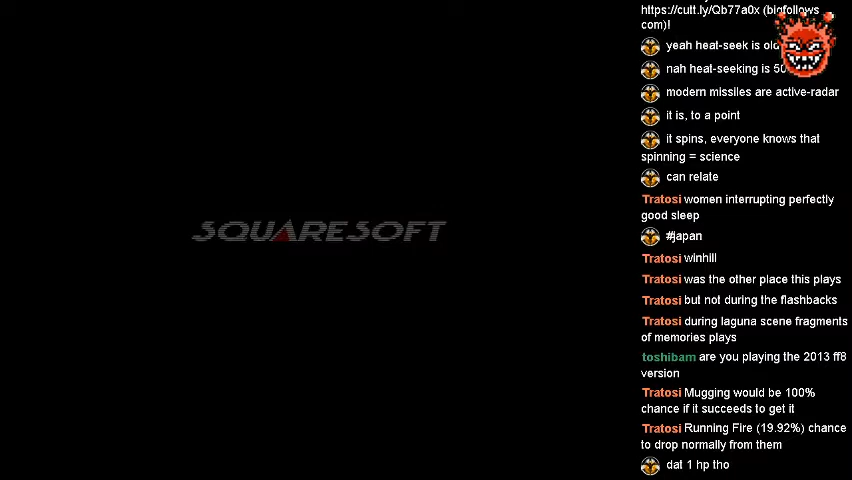 SQUARESOFT
https://cutt.ly/Qb77a0x (bigfollows
com)!
yeah heal-seek is
nah heal-seeking is
modern missiles are active-radar
it is, to a point
it spins, everyone knows that
spinning = science
can relate
Tratosi women interrupting perfectly
good sleep
#japan
Tratosi winhill
Tratosi was the other place this plays
Tratosi but not during the flashbacks
Tratosi during laguna scene fragments
of memories plays
toshibam are you playing the 2013 ff8
version
Tratosi Mugging would be 100%
chance if it succeeds to get it
Tratosi Running Fire (19.92%) chance
to drop normally from them
dat 1 hp tho